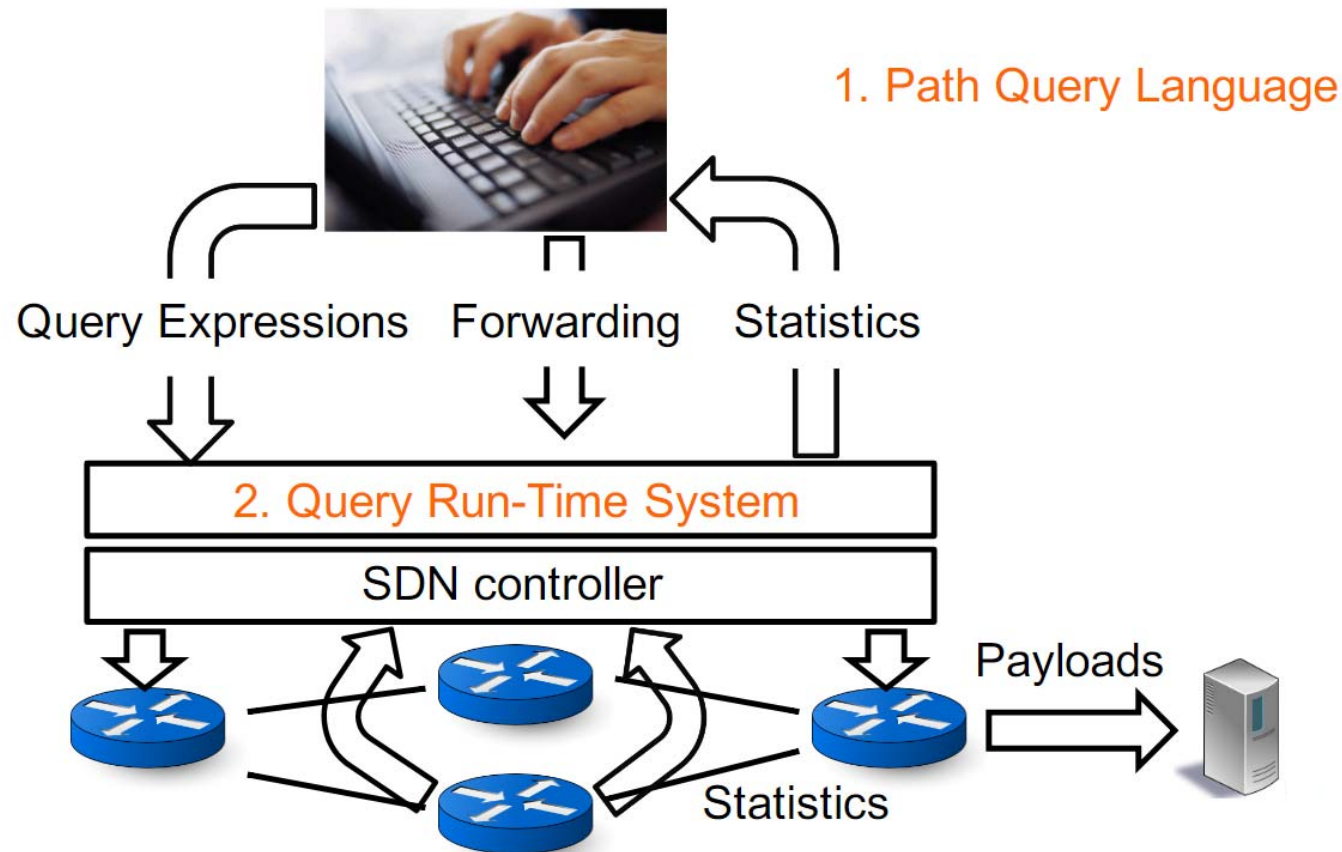 1. Path Query Language
Query Expressions
Forwarding
Statistics
2. Query Run-Time System
SDN controller
Payloads
Statistics